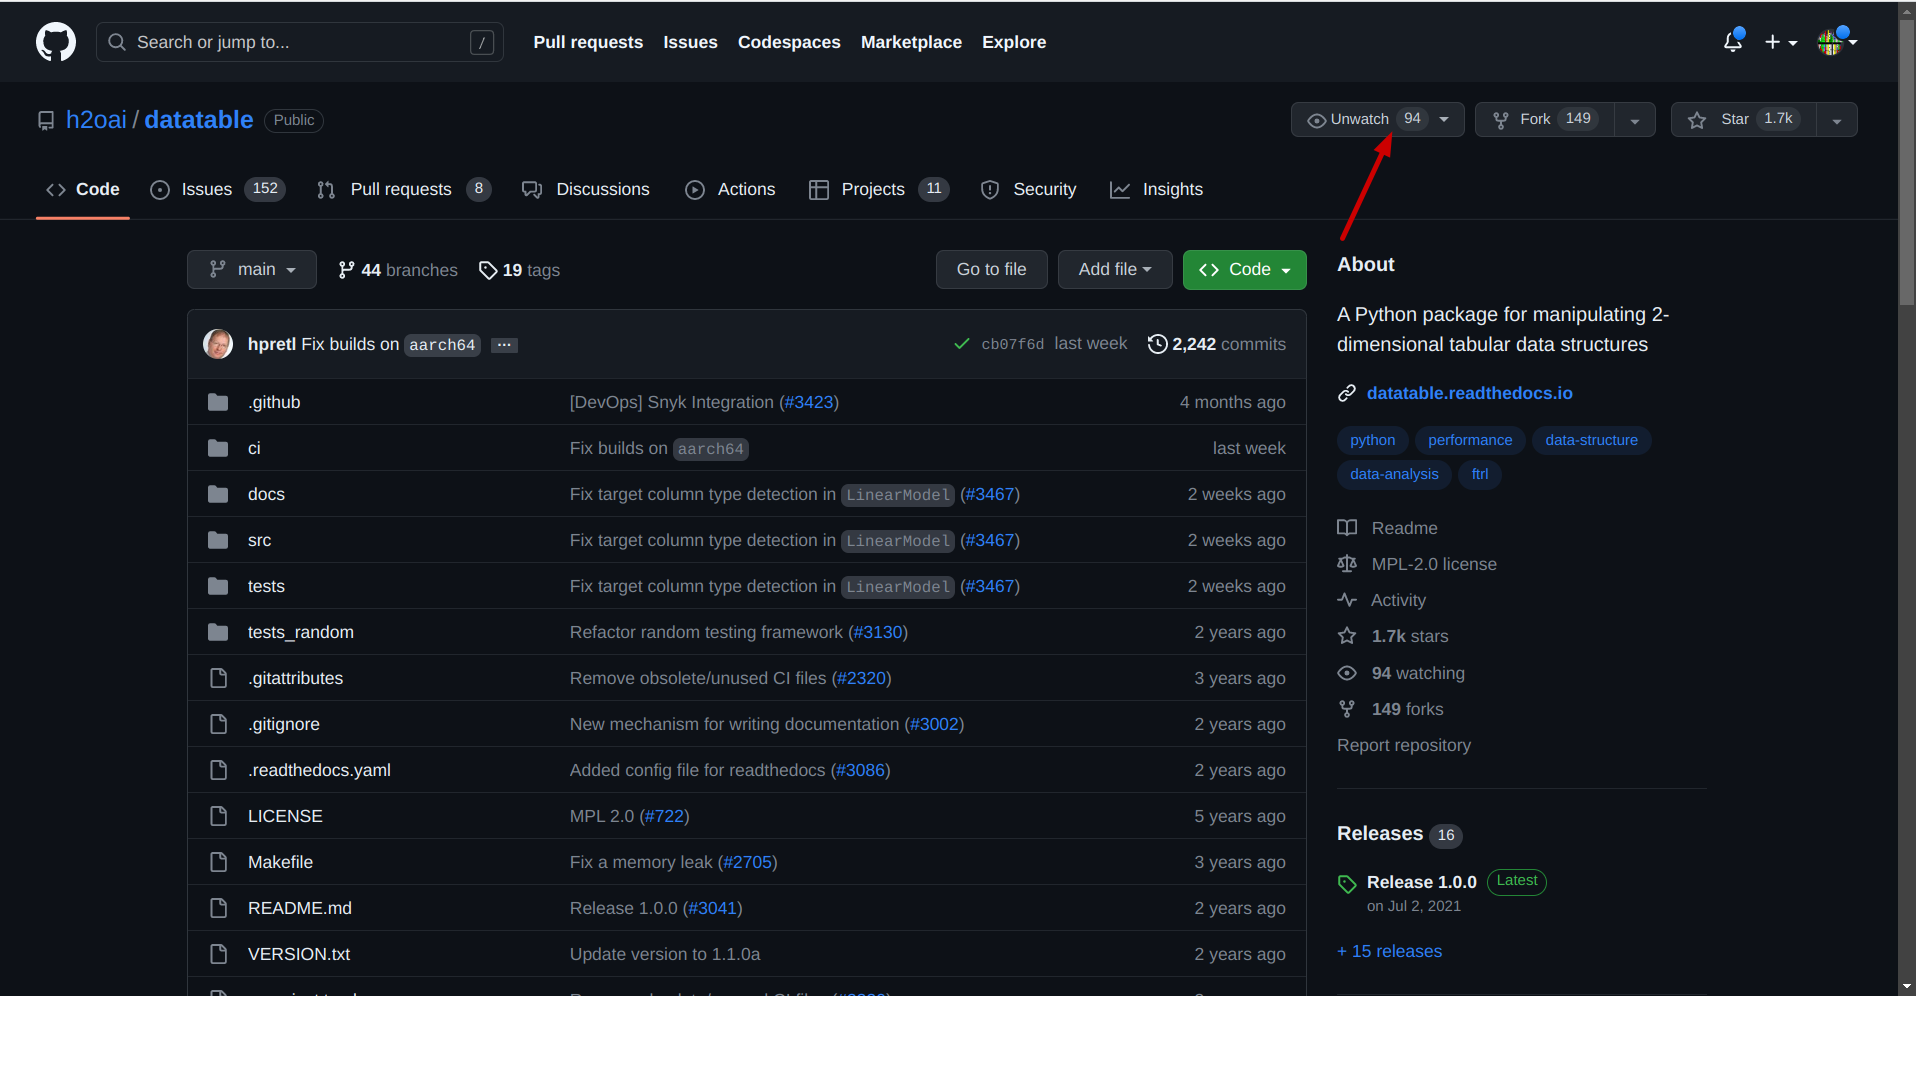 Search or jump to... / Pull requests Issues Codespaces Marketplace Explore
h2oai / datatable Public Unwatch 94 Fork 149 Star 1.7k
Code Issues 152 Pull requests 8 Discussions Actions Projects 11 Security Insights
main 44 branches 19 tags Go to file Add file Code
hpretl Fix builds on aarch64 ... cb07f6d last week 2,242 commits
.github [DevOps] Snyk Integration (#3423) 4 months ago
ci Fix builds on aarch64 last week
docs Fix target column type detection in LinearModel (#3467) 2 weeks ago
src Fix target column type detection in LinearModel (#3467) 2 weeks ago
tests Fix target column type detection in LinearModel (#3467) 2 weeks ago
tests_random Refactor random testing framework (#3130) 2 years ago
.gitattributes Remove obsolete/unused CI files (#2320) 3 years ago
.gitignore New mechanism for writing documentation (#3002) 2 years ago
.readthedocs.yaml Added config file for readthedocs (#3086) 2 years ago
LICENSE MPL 2.0 (#722) 5 years ago
Makefile Fix a memory leak (#2705) 3 years ago
README.md Release 1.0.0 (#3041) 2 years ago
VERSION.txt Update version to 1.1.0a 2 years ago
About
A Python package for manipulating 2-
dimensional tabular data structures
datatable.readthedocs.io
python performance data-structure
data-analysis ftrl
Readme
MPL-2.0 license
Activity
1.7k stars
94 watching
149 forks
Report repository
Releases 16
Release 1.0.0 Latest
on Jul 2, 2021
+ 15 releases